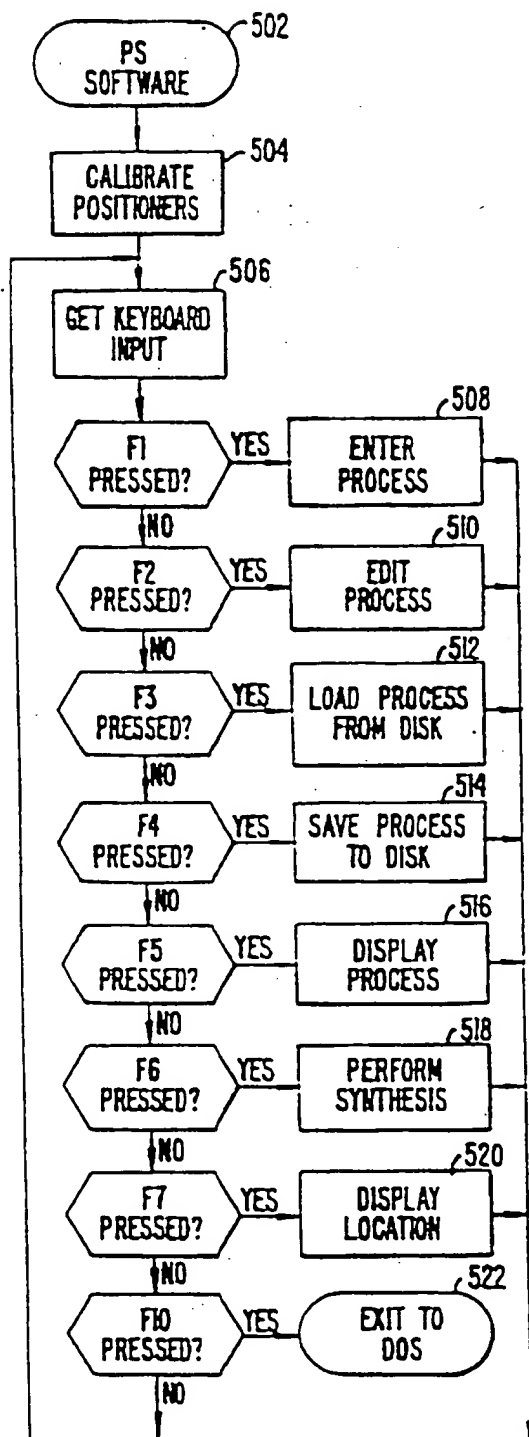 502
PS
SOFTWARE
504
CALIBRATE
POSITIONERS
506
GET KEYBOARD
INPUT
508
F1
PRESSED?
YES
ENTER
PROCESS
NO
510
F2
PRESSED?
YES
EDIT
PROCESS
NO
512
F3
PRESSED?
YES
LOAD PROCESS
FROM DISK
NO
514
F4
PRESSED?
YES
SAVE PROCESS
TO DISK
NO
516
F5
PRESSED?
YES
DISPLAY
PROCESS
NO
518
F6
PRESSED?
YES
PERFORM
SYNTHESIS
NO
520
F7
PRESSED?
YES
DISPLAY
LOCATION
NO
522
F10
PRESSED?
YES
EXIT TO
DOS
NO